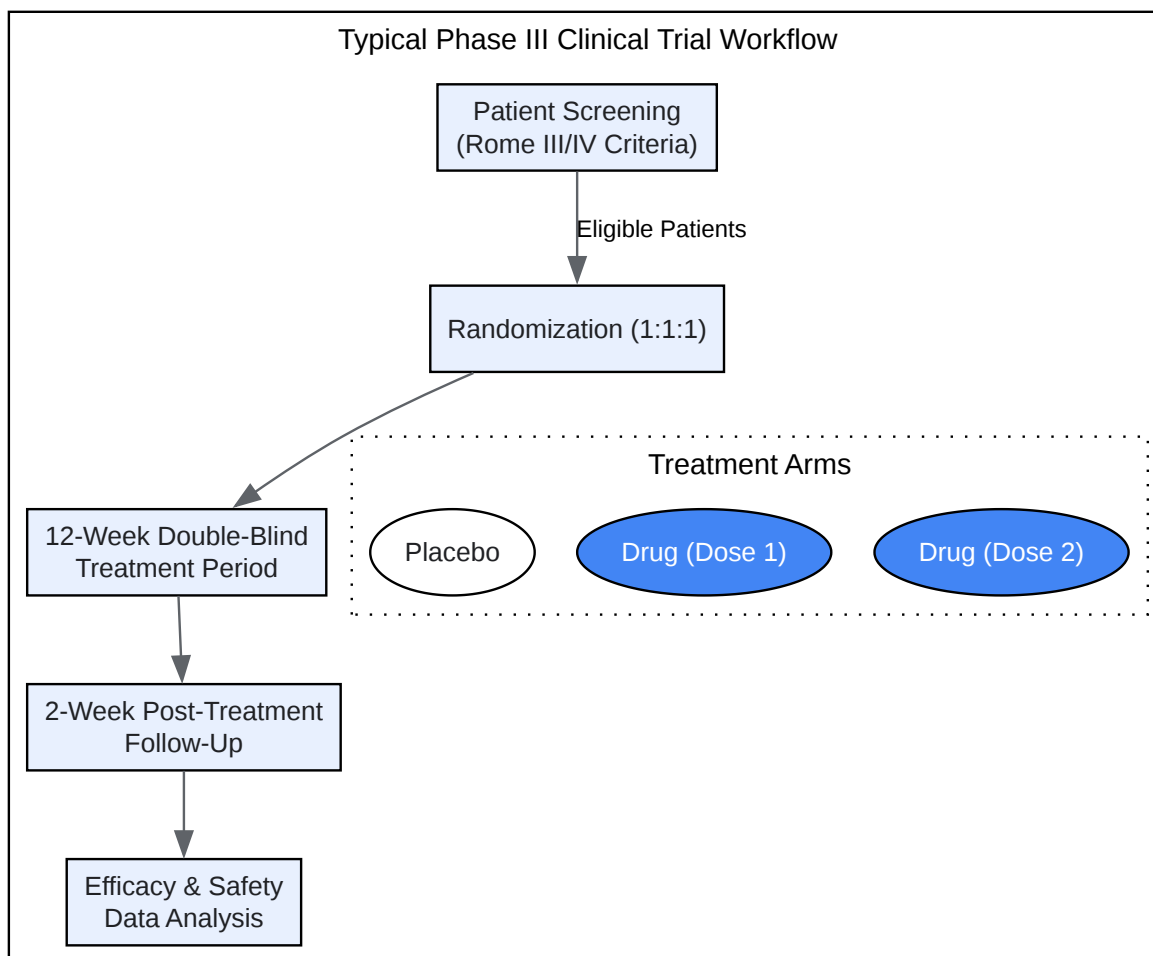 Typical Phase III Clinical Trial Workflow
Patient Screening
(Rome III/IV Criteria)
Eligible Patients
Randomization (1:1:1)
Treatment Arms
12-Week Double-Blind
Treatment Period
Placebo
Drug (Dose 1)
Drug (Dose 2)
2-Week Post-Treatment
Follow-Up
Efficacy & Safety
Data Analysis